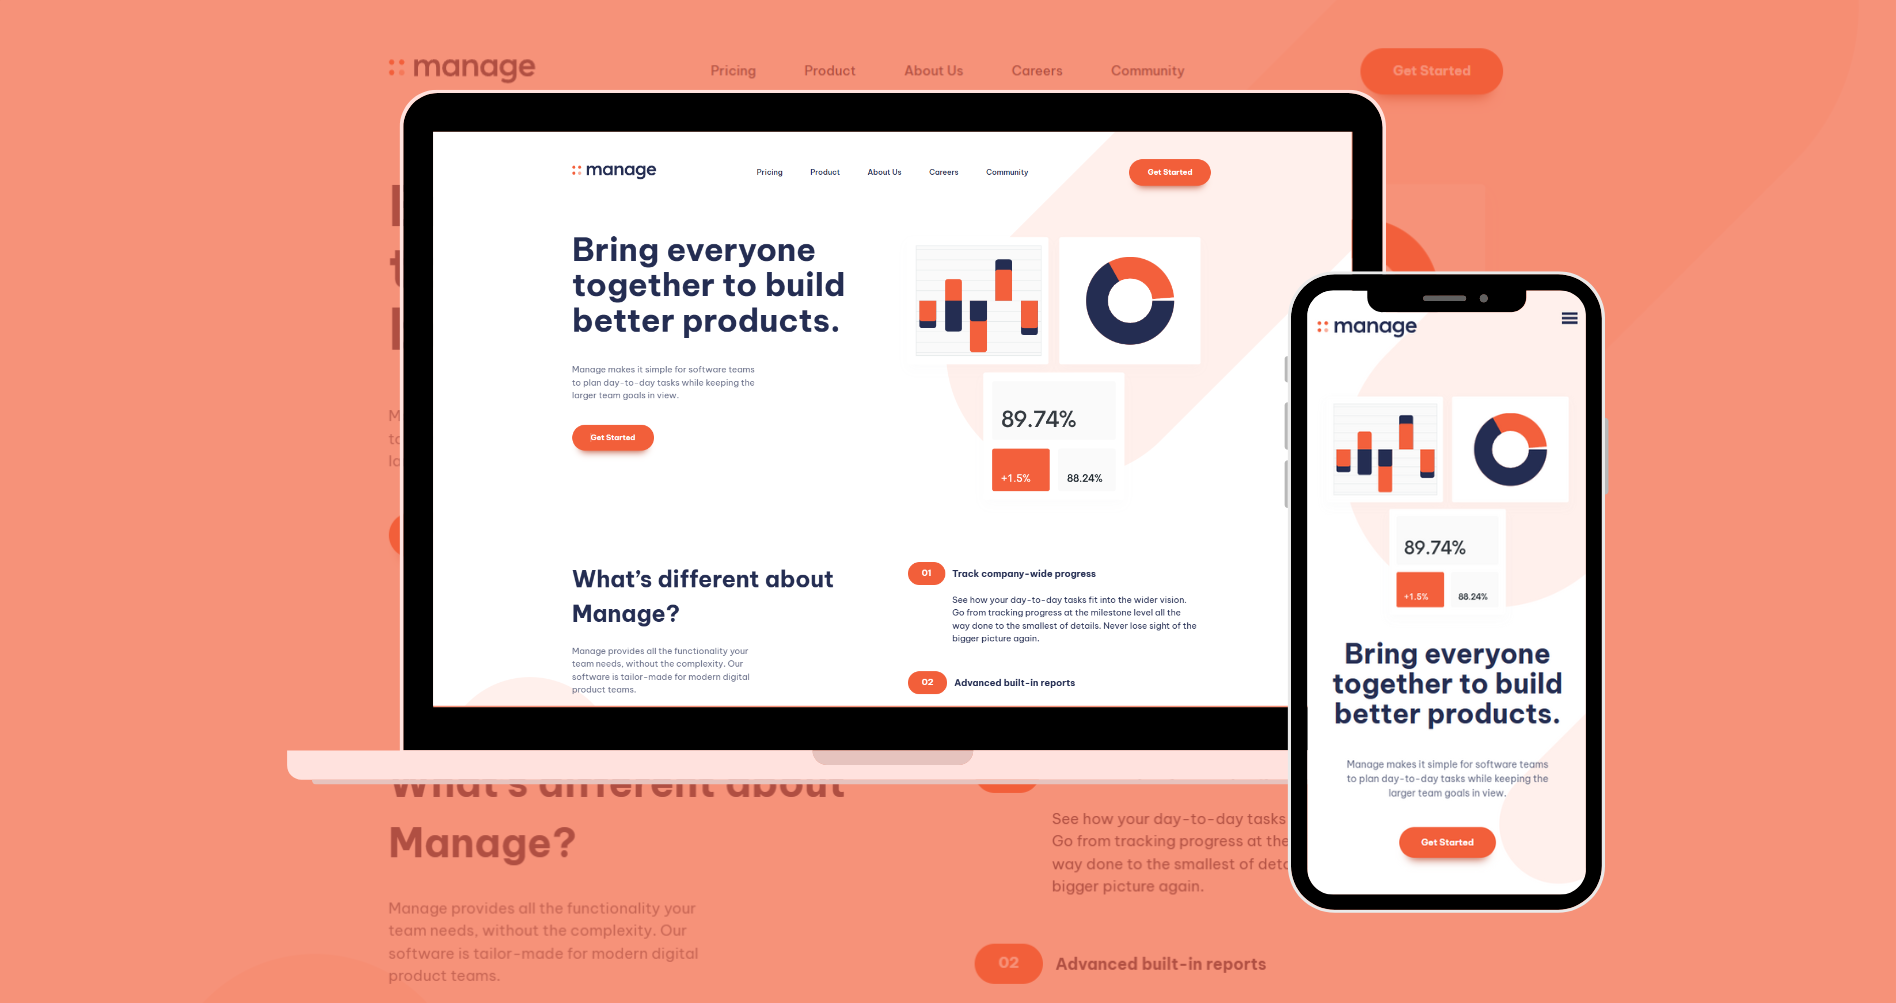 manage
Pricing Product About Us Careers Community
Get Started
manage
Pricing Product About Us Careers Community
Get Started
Bring everyone
together to build
better products.
Manage makes it simple for software teams
to plan day-to-day tasks while keeping the
larger team goals in view.
Get Started
89.74%
+1.5%
88.24%
What's different about
Manage?
Manage provides all the functionality your
team needs, without the complexity. Our
software is tailor-made for modern digital
product teams.
01 Track company-wide progress
See how your day-to-day tasks fit into the wider vision.
Go from tracking progress at the milestone level all the
way done to the smallest of details. Never lose sight of the
bigger picture again.
02 Advanced built-in reports
manage
89.74%
+1.5%
88.24%
Bring everyone
together to build
better products.
Manage makes it simple for software teams
to plan day-to-day tasks while keeping the
larger team goals in view.
Get Started
What's different about
Manage?
Manage provides all the functionality your
team needs, without the complexity. Our
software is tailor-made for modern digital
product teams.
See how your day-to-day tasks
Go from tracking progress at the
way done to the smallest of
bigger picture again.
02 Advanced built-in reports